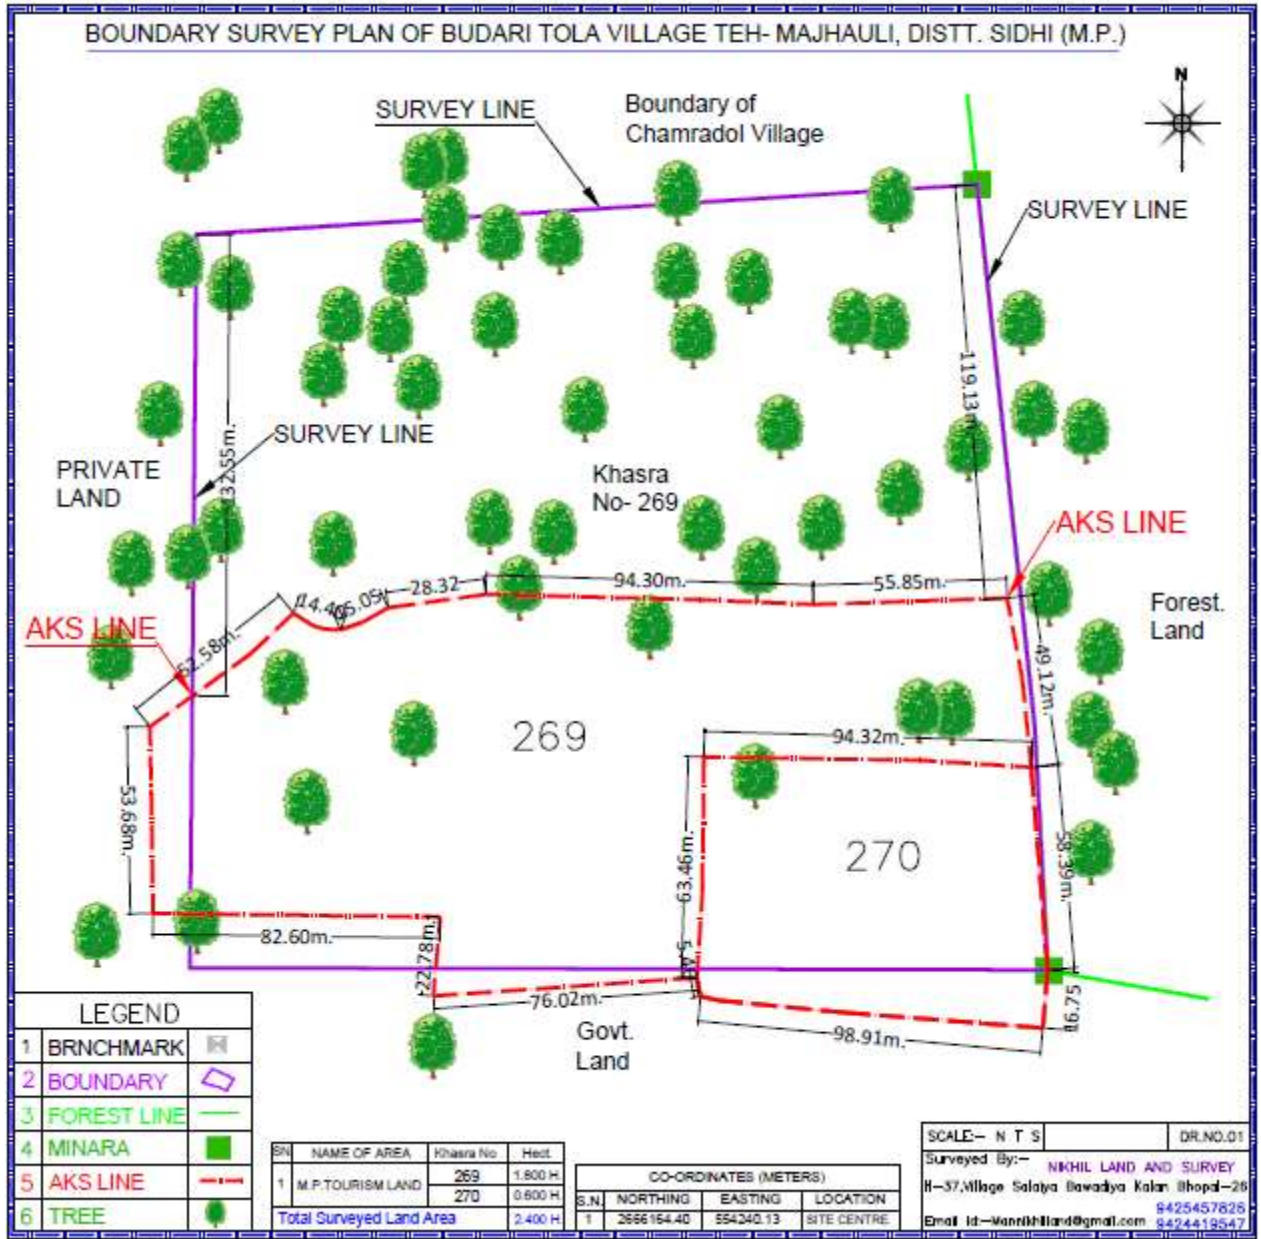 BOUNDARY SURVEY PLAN OF BUDARI TOLA VILLAGE TEH- MAJHAULI, DISTT. SIDHI (M.P.)
N
SURVEY LINE
Boundary of
Chamradol Village
SURVEY LINE
119.13m.
SURVEY LINE
PRIVATE
LAND
132.55m.
Khasra
No- 269
AKS LINE
28.32
94.30m.
55.85m.
AKS LINE
52.58m.
Forest.
Land
49.12m.
269
94.32m.
53.68m.
63.46m.
270
58.39m.
82.60m.
22.78m.
76.02m.
16.75
98.91m.
Govt.
Land
LEGEND
1 BRNCHMARK
2 BOUNDARY
3 FOREST LINE
4 MINARA
5 AKS LINE
6 TREE
SN NAME OF AREA Khasra No Hect.
1 M.P.TOURISM LAND 269 1.800 H
270 0.600 H
Total Surveyed Land Area 2.400 H
CO-ORDINATES (METERS)
S.N. NORTHING EASTING LOCATION
1 2666164.40 554240.13 SITE CENTRE
SCALE:- N T S DR.NO.01
Surveyed By:-
NIKHIL LAND AND SURVEY
H-37,Village Salaiya Bawadiya Kalan Bhopal-26
9425457826
Email id:-Mannikhilland@gmail.com 9424419547